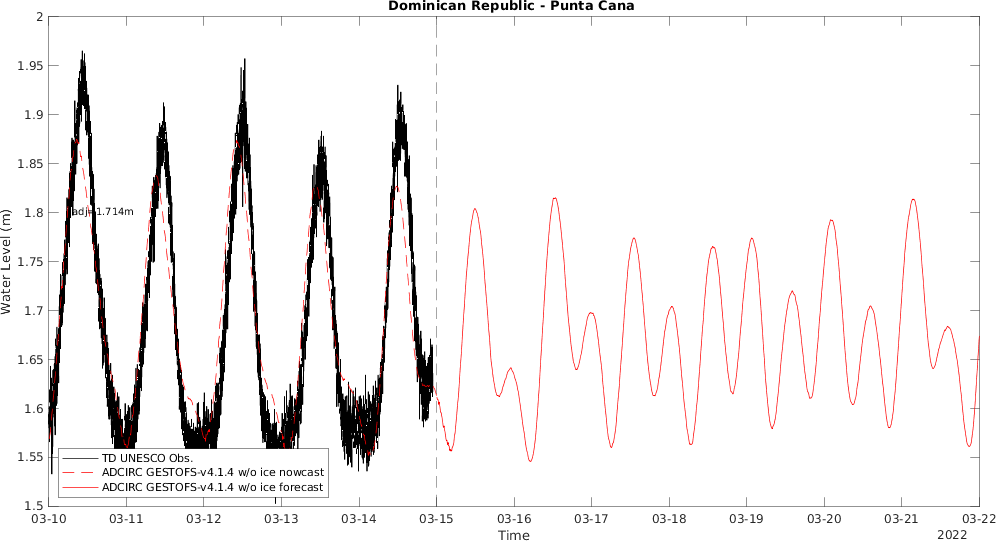 Dominican Republic - Punta Cana
2
1.95
1.9
1.85
1.8
1.75
1.7
1.65
1.6
1.55
1.5
Water Level (m)
adj=1.714m
TD UNESCO Obs.
ADCIRC GESTOFS-v4.1.4 w/o ice nowcast
ADCIRC GESTOFS-v4.1.4 w/o ice forecast
03-10 03-11 03-12 03-13 03-14 03-15 03-16 03-17 03-18 03-19 03-20 03-21 03-22
Time
2022